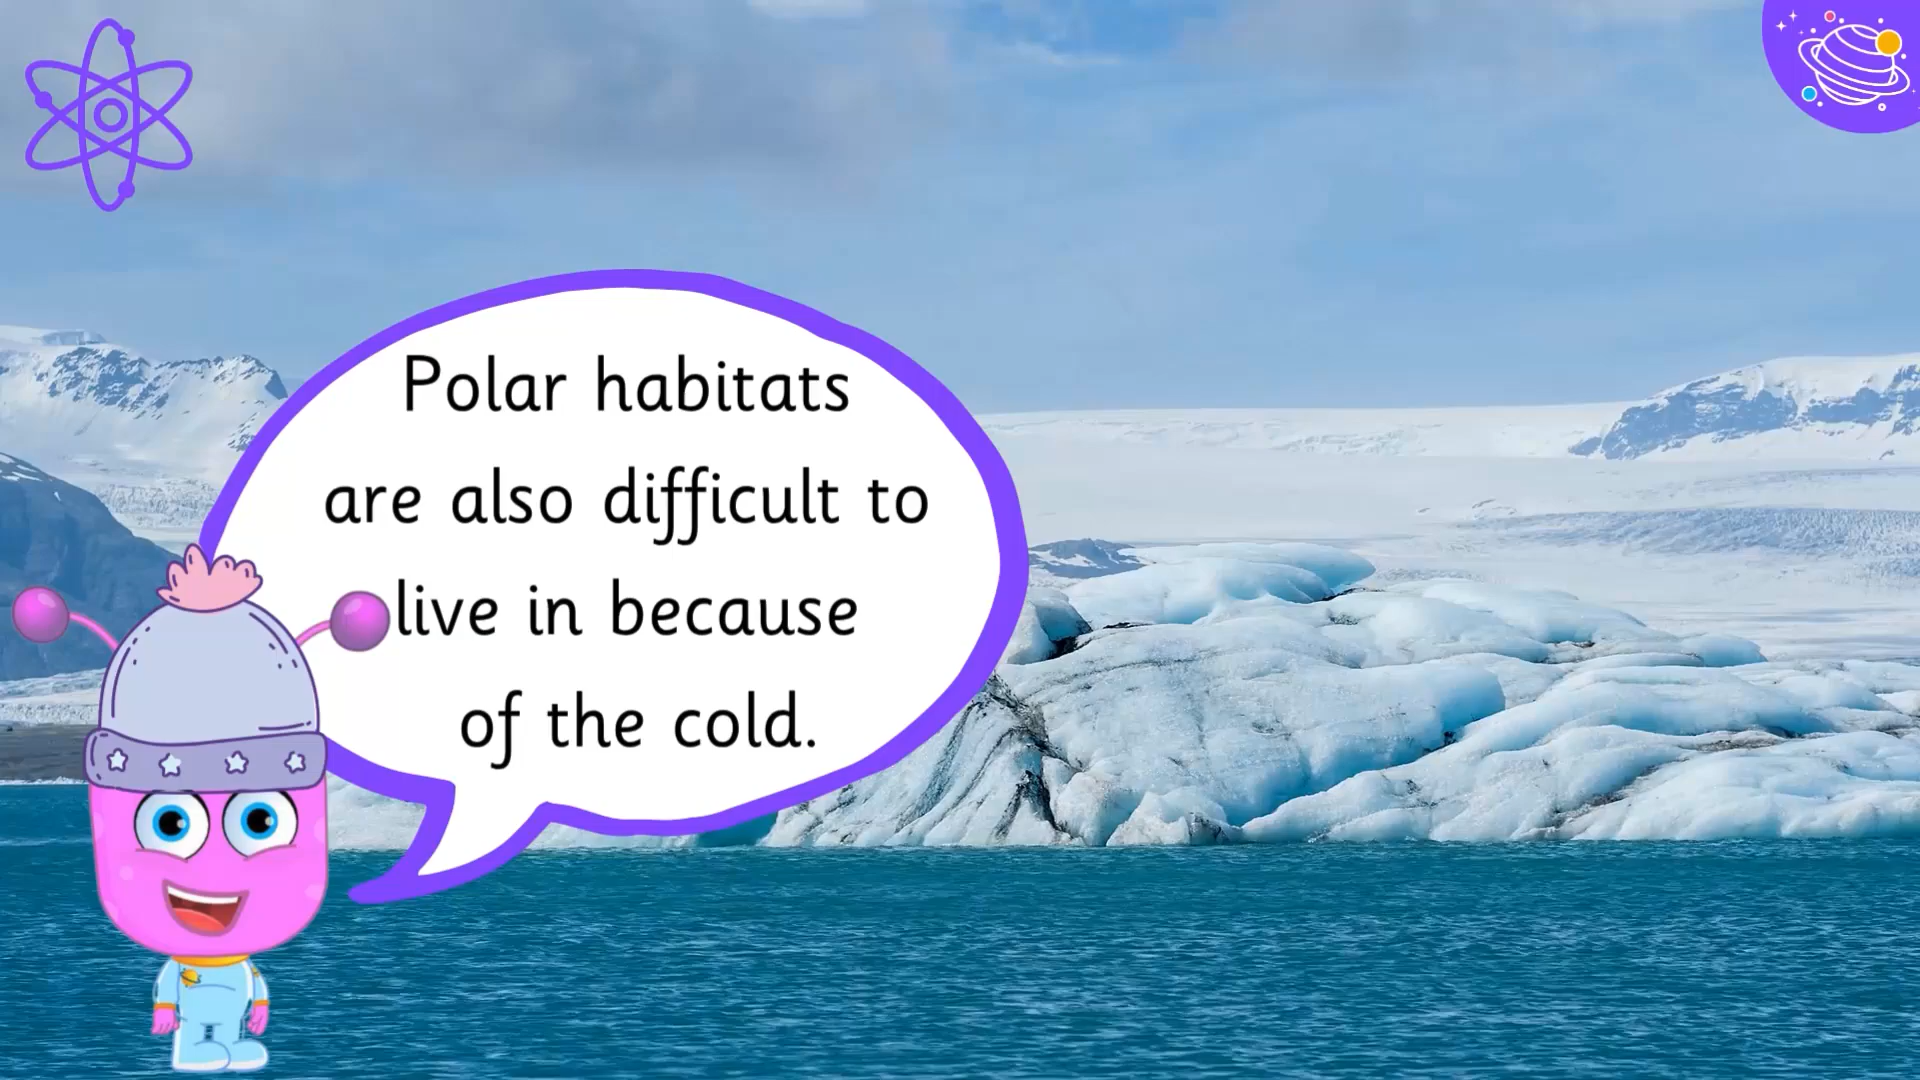 Polar habitats
are also difficult to
live in because
of the cold.